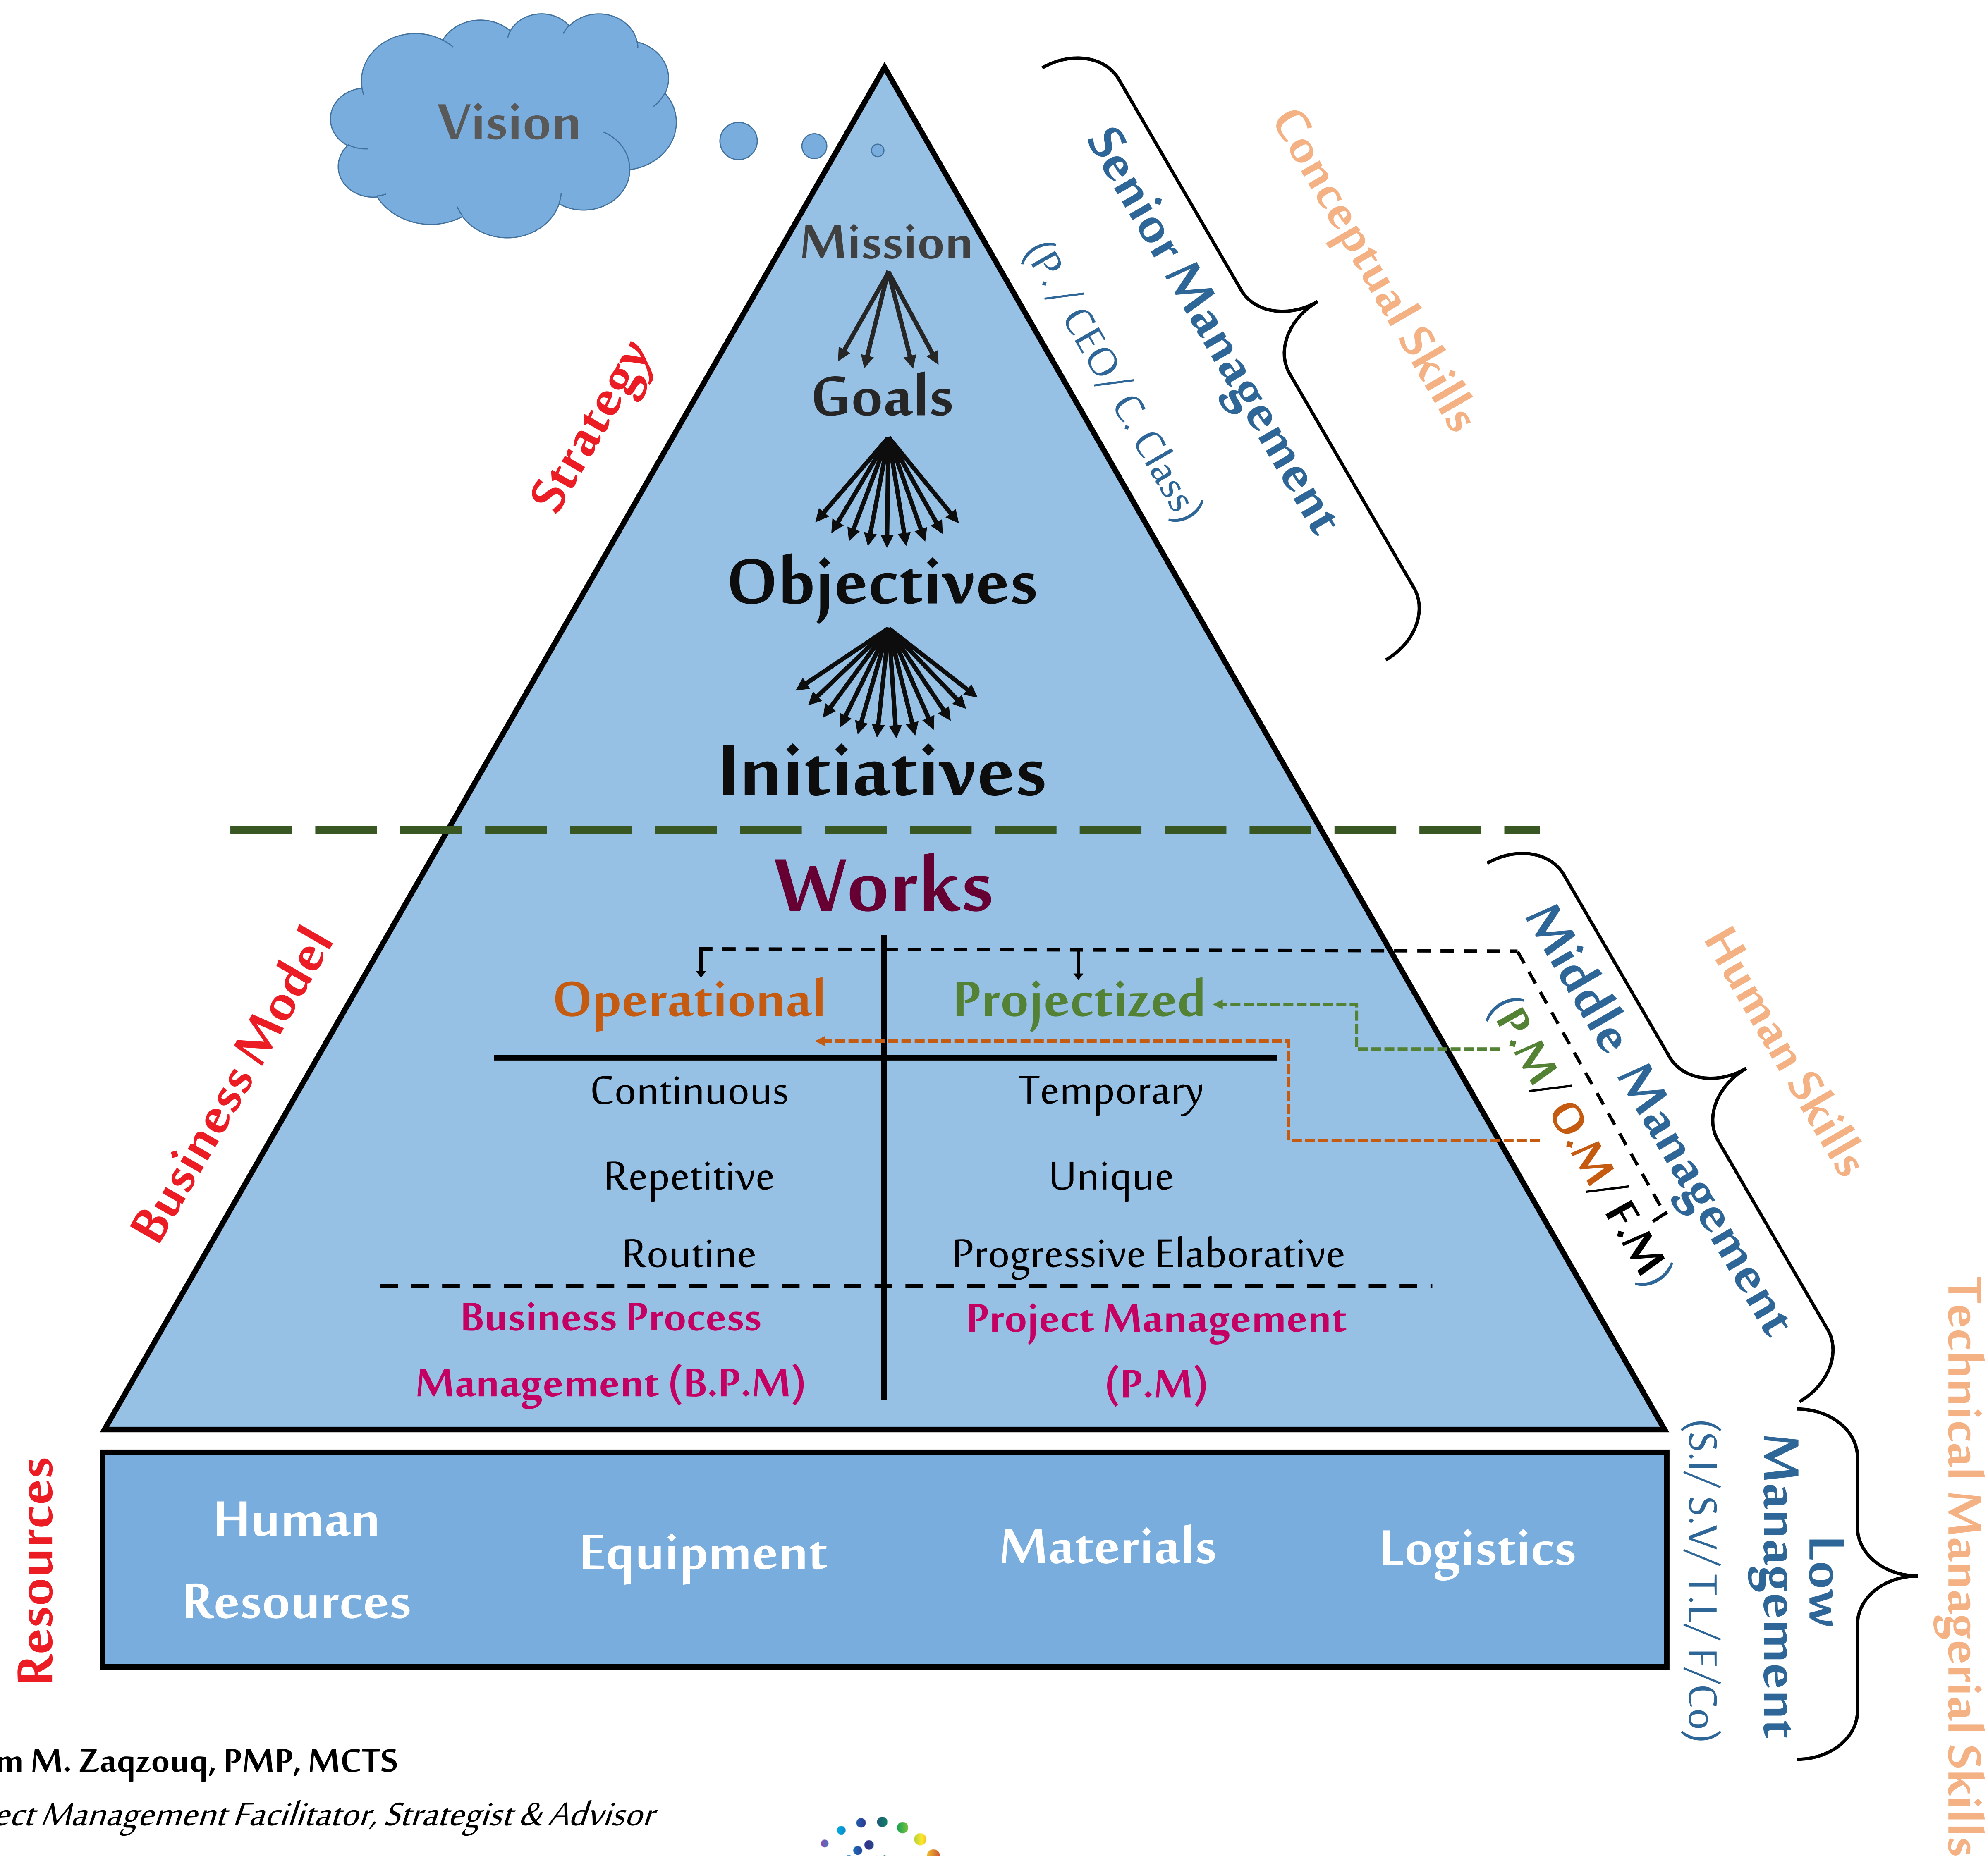 Vision
Mission
Goals
Objectives
Initiatives
Strategy
Senior Management
(P./ CEO/ C. Class)
Conceptual Skills
Works
Operational
Projectized
Continuous
Temporary
Repetitive
Unique
Routine
Progressive Elaborative
Business Process
Management (B.P.M)
Project Management
(P.M)
Business Model
Middle Management
(P.M/ O.M/ F.M)
Human Skills
Resources
Human
Resources
Equipment
Materials
Logistics
Low
Management
(S.I/ S.V/ T.L/ F/Co)
Technical Managerial Skills
m M. Zaqzouq, PMP, MCTS
ect Management Facilitator, Strategist & Advisor